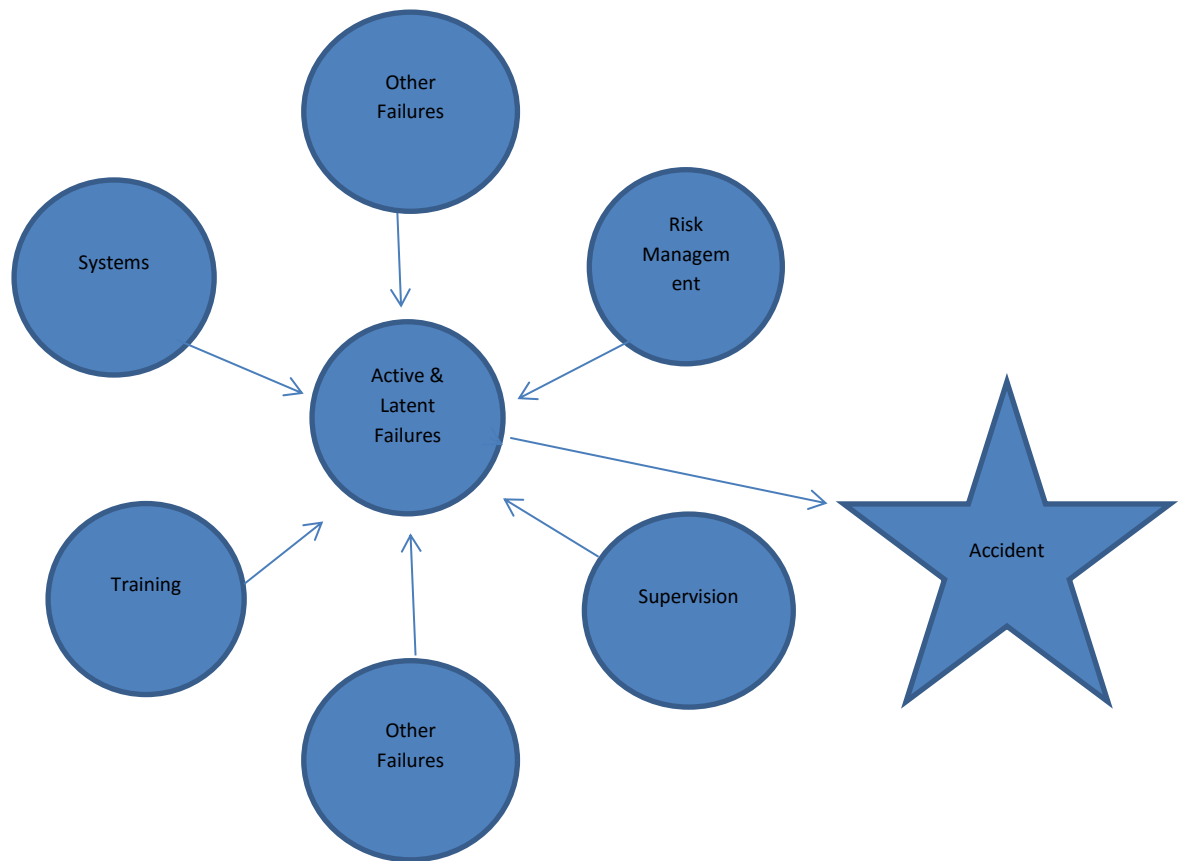 Other
Failures
Systems
Risk
Managem
ent
Active &
Latent
Failures
Accident
Training
Supervision
Other
Failures